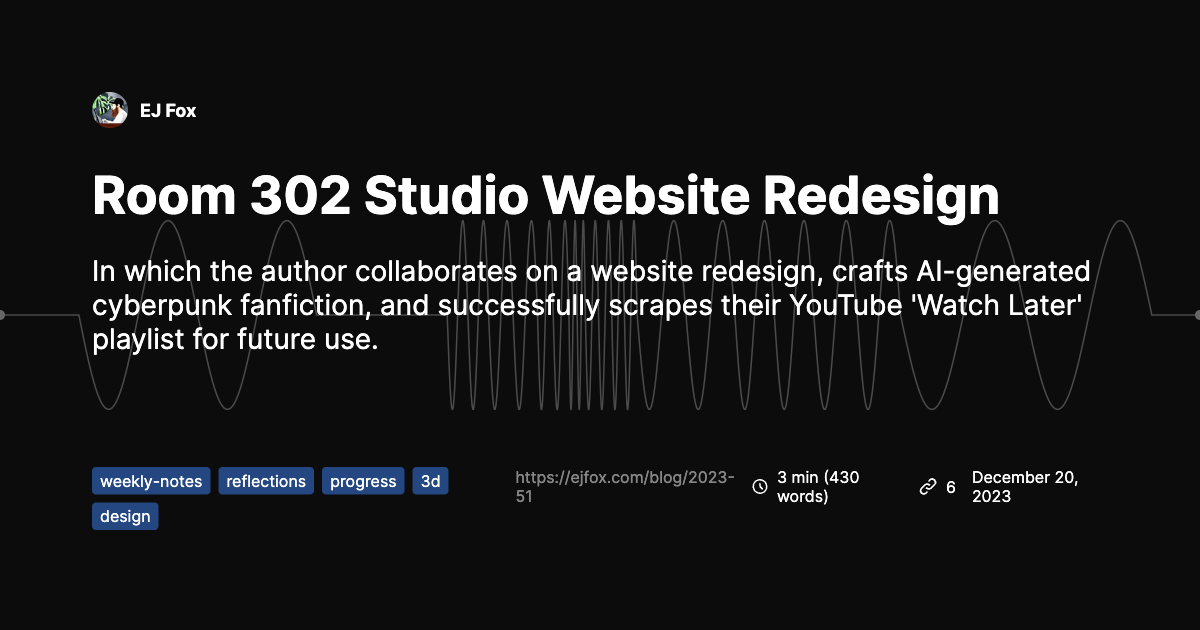 EJ Fox
Room 302 Studio Website Redesign
In which the author collaborates on a website redesign, crafts AI-generated
cyberpunk fanfiction, and successfully scrapes their YouTube 'Watch Later'
playlist for future use.
weekly-notes reflections progress 3d
design
https://ejfox.com/blog/2023-
51
3 min (430
words)
6
December 20,
2023